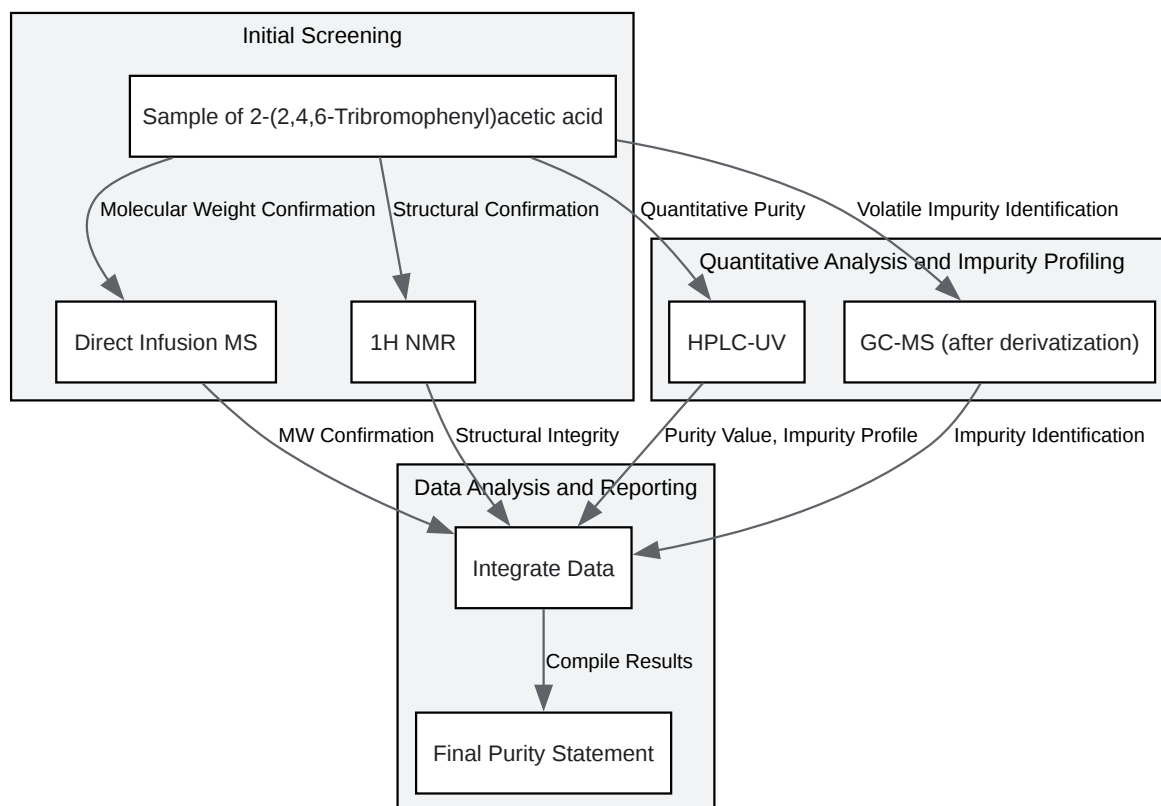 Initial Screening
Sample of 2-(2,4,6-Tribromophenyl)acetic acid
Molecular Weight Confirmation
Structural Confirmation
Quantitative Purity
Volatile Impurity Identification
Quantitative Analysis and Impurity Profiling
Direct Infusion MS
1H NMR
HPLC-UV
GC-MS (after derivatization)
MW Confirmation
Structural Integrity
Purity Value, Impurity Profile
Impurity Identification
Data Analysis and Reporting
Integrate Data
Compile Results
Final Purity Statement